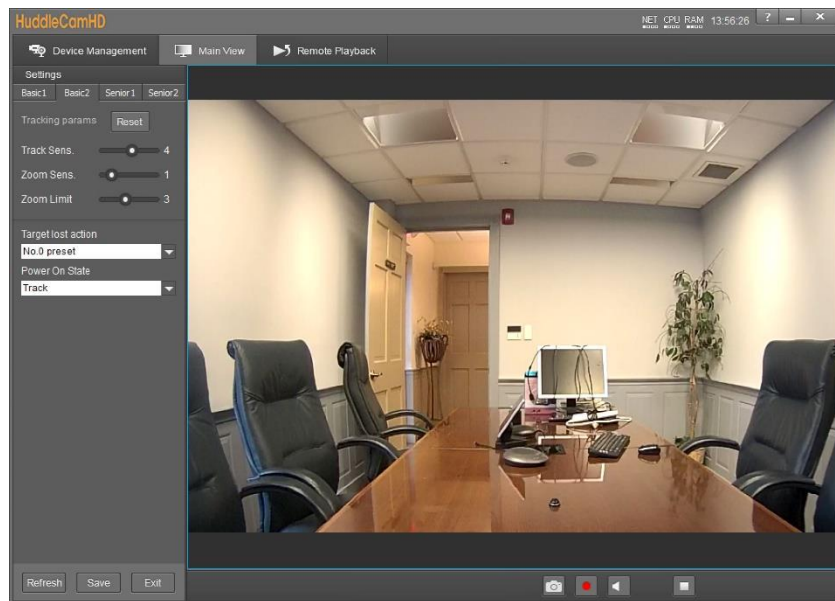 HuddleCamHD
NET CPU RAM 13:56:26 ?
Device Management Main View Remote Playback
Settings
Basic1 Basic2 Senior1 Senior2
Tracking params Reset
Track Sens. 4
Zoom Sens. 1
Zoom Limit 3
Target lost action
No.0 preset
Power On State
Track
Refresh Save Exit